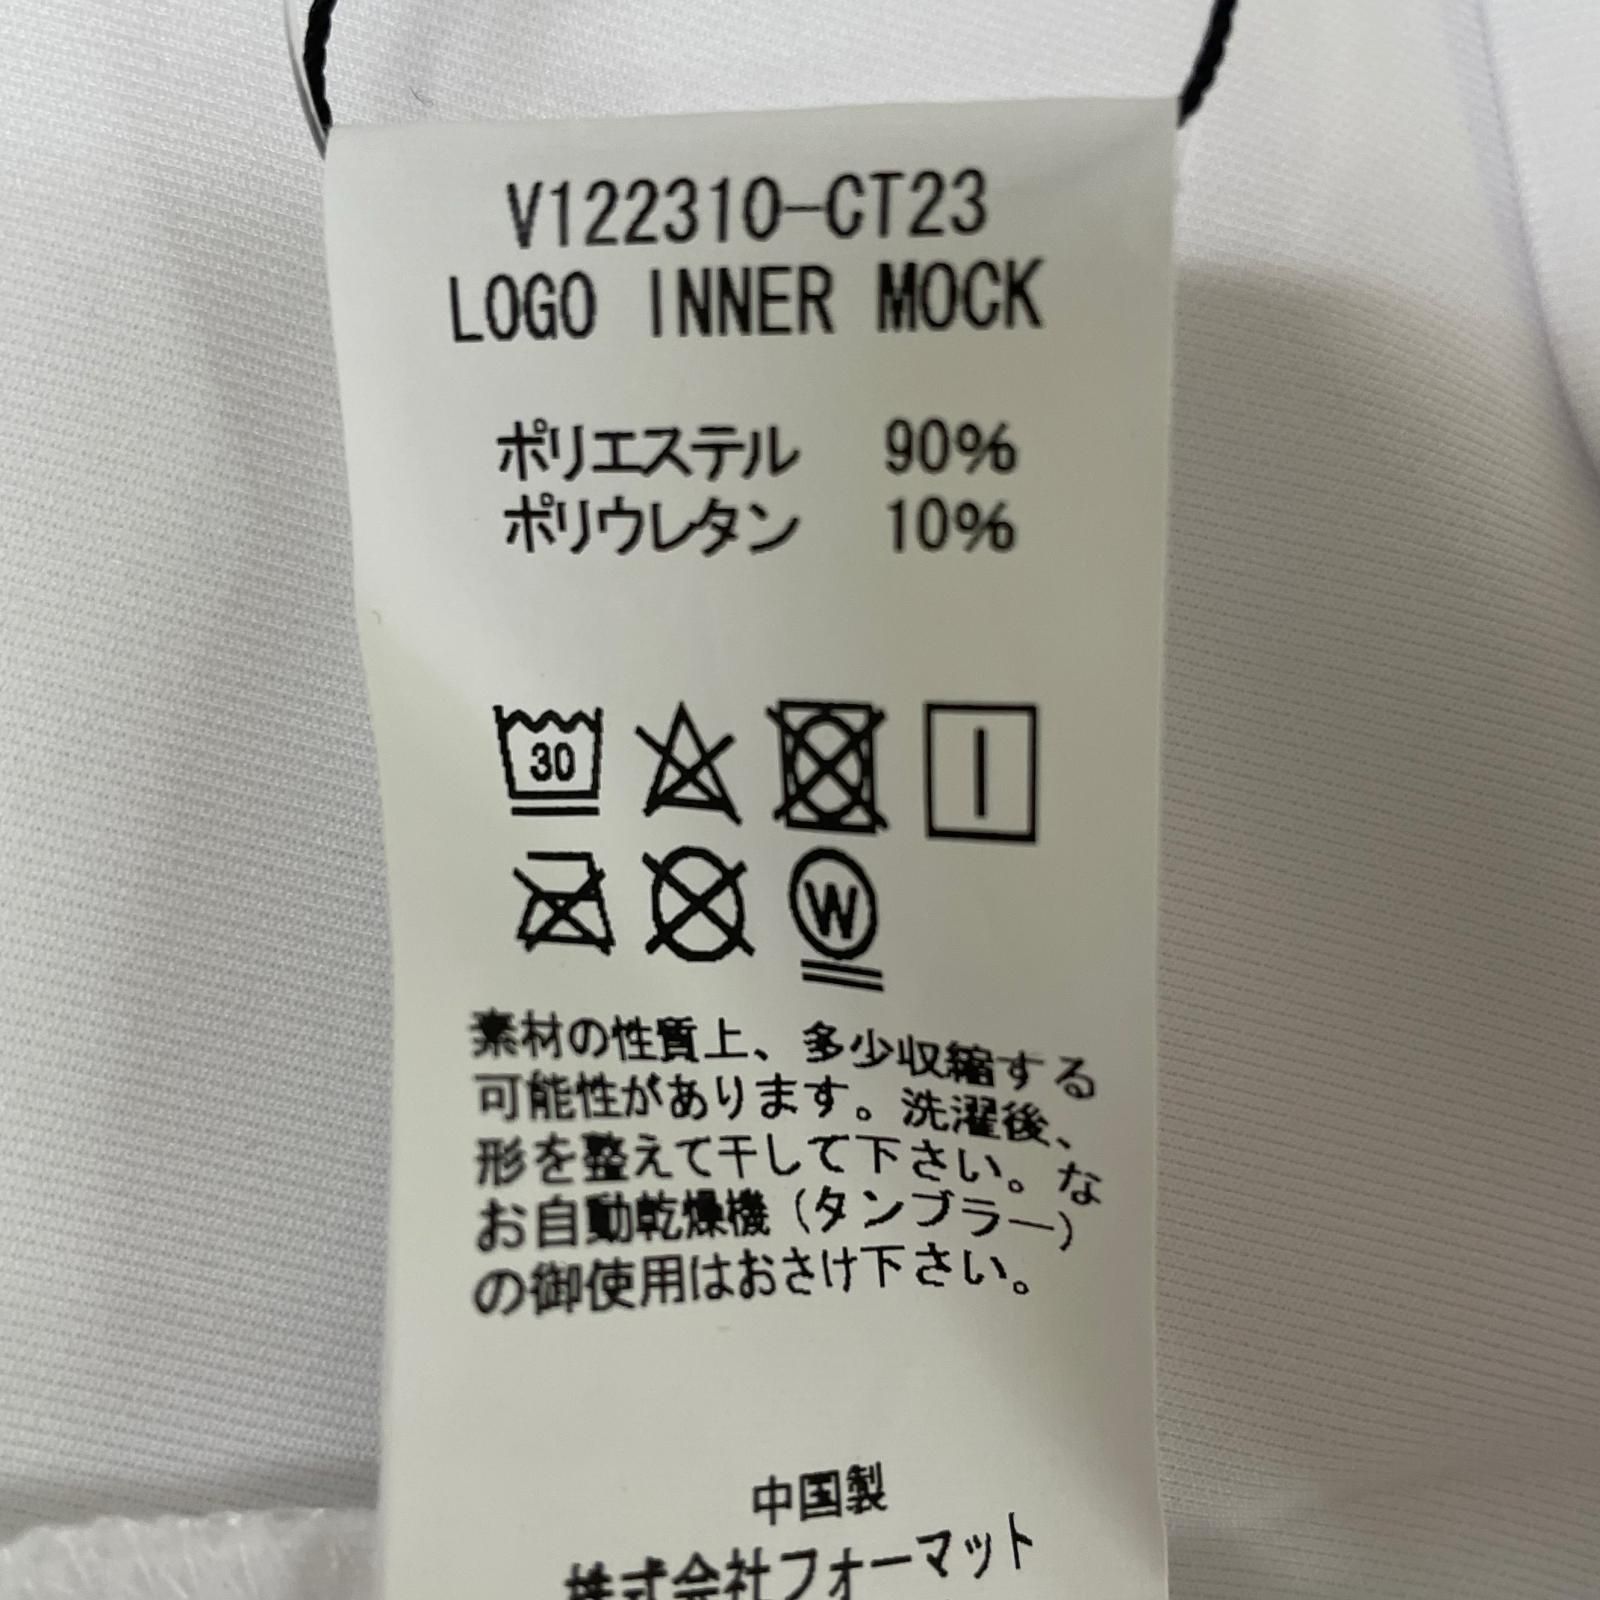 V122310-CT23
LOGO INNER MOCK
ポリエステル 90%
ポリウレタン 10%
30
W
素材の性質上、多少収縮する
可能性があります。洗濯後、
形を整えて干して下さい。な
お自動乾燥機(タンブラー)
の御使用はおさけ下さい。
中国製
株式会社フォーマット